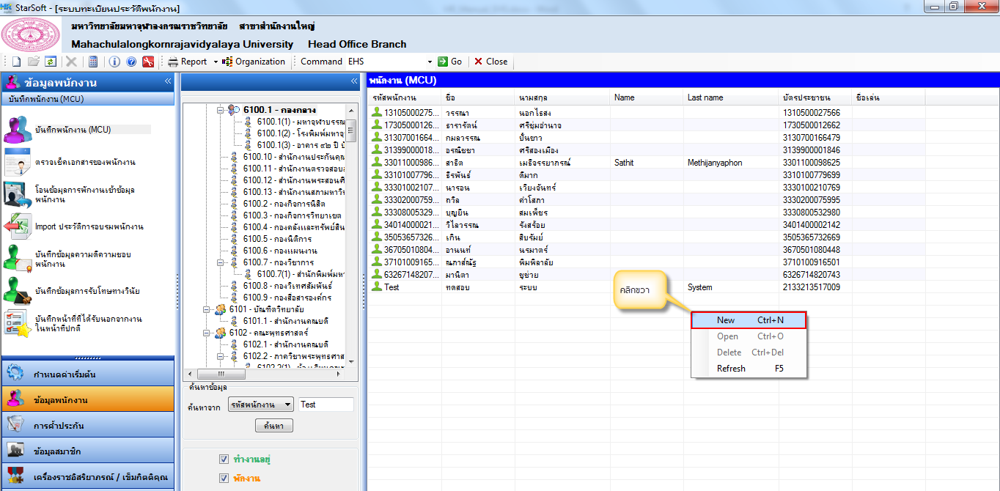 StarSoft - [ระบบทะเบียนประวัติพนักงาน]
มหาวิทยาลัยมหาจุฬาลงกรณราชวิทยาลัย สาขาสำนักงานใหญ่
Mahachulalongkornrajavidyalaya University Head Office Branch
Report Organization Command EHS Go Close
ข้อมูลพนักงาน
บันทึกพนักงาน (MCU)
บันทึกพนักงาน (MCU)
ตรวจเช็คเอกสารของพนักงาน
โอนข้อมูลการพักงานเข้าข้อมูล
พนักงาน
Import ประวัติการอบรมพนักงาน
บันทึกข้อมูลความดีความชอบ
พนักงาน
บันทึกข้อมูลการรับโทษทางวินัย
บันทึกหน้าที่ที่ได้รับนอกจากงาน
ในหน้าที่ปกติ
กำหนดค่าเริ่มต้น
ข้อมูลพนักงาน
การค้ำประกัน
ข้อมูลสมาชิก
เครื่องราชอิสริยาภรณ์ / เข็มกิตติคุณ
6100.1 - กองกลาง
6100.1(1) - มหาจุฬาบรรณ
6100.1(2) - โรงพิมพ์มหาจุ
6100.1(3) - อาคาร ๙๒ ปี ปั
6100.10 - สำนักงานประกันคุณ
6100.11 - สำนักงานตรวจสอบ
6100.12 - สำนักงานพระสอนศี
6100.13 - สำนักงานสภามหาวิ
6100.2 - กองกิจการนิสิต
6100.3 - กองกิจการวิทยาเขต
6100.4 - กองคลังและทรัพย์สิน
6100.5 - กองนิติการ
6100.6 - กองแผนงาน
6100.7 - กองวิชาการ
6100.7(1) - สำนักพิมพ์มหา
6100.8 - กองวิเทศสัมพันธ์
6100.9 - กองสื่อสารองค์กร
6101 - บัณฑิตวิทยาลัย
6101.1 - สำนักงานคณบดี
6102 - คณะพุทธศาสตร์
6102.1 - สำนักงานคณบดี
6102.2 - ภาควิชาพระพุทธศาส
ค้นหาข้อมูล
ค้นหาจาก รหัสพนักงาน Test
ค้นหา
ทำงานอยู่
พักงาน
พนักงาน (MCU)
รหัสพนักงาน ชื่อ นามสกุล Name Last name บัตรประชาชน ชื่อเล่น
13105000275... วรรณา นอกไธสง 1310500027566
17305000126... ธารารัตน์ ศรีชุ่มอำนาจ 1730500012662
31307001664... กมลวรรณ ปั้นขาว 3130700166479
31399000018... อรณิชชา ศรีสองเมือง 3139900001846
33011000986... สาธิต เมธีจรรยาภรณ์ Sathit Methijanyaphon 3301100098625
33101007796... ธีรพันธ์ ดีมาก 3310100779699
33301002107... นารอน เวียงจันทร์ 3330100210769
33302000759... ถวิล คำโสภา 3330200075995
33308005329... บุญยืน สมเพ็ชร 3330800532980
34014000021... วิไลวรรณ รังสร้อย 3401400002142
35053657326... เกิน สิบรัมย์ 3505365732669
36705010804... อานนท์ นรมาตร์ 3670501080448
37101009165... ณภาส์ณัฐ พิมพิลาลัย 3710100916501
63267148207... มานิตา ชูช่วย 6326714820743
Test ทดสอบ ระบบ System 2133213517009
คลิกขวา
New Ctrl+N
Open Ctrl+O
Delete Ctrl+Del
Refresh F5